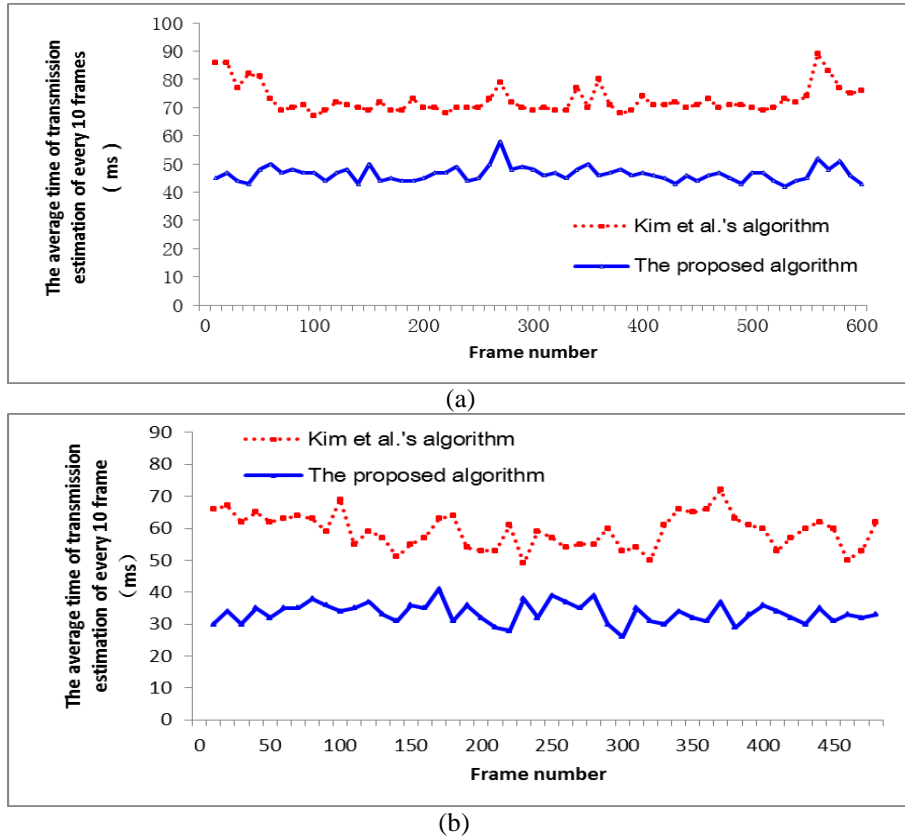 (a)
The average time of transmission
estimation of every 10 frames
( ms )
100
90
80
70
60
50
40
30
20
10
0
Kim et al.'s algorithm
The proposed algorithm
0 100 200 300 400 500 600
Frame number
(a)
The average time of transmission
estimation of every 10 frame
( ms )
90
80
70
60
50
40
30
20
10
0
Kim et al.'s algorithm
The proposed algorithm
0 50 100 150 200 250 300 350 400 450
Frame number
(b)